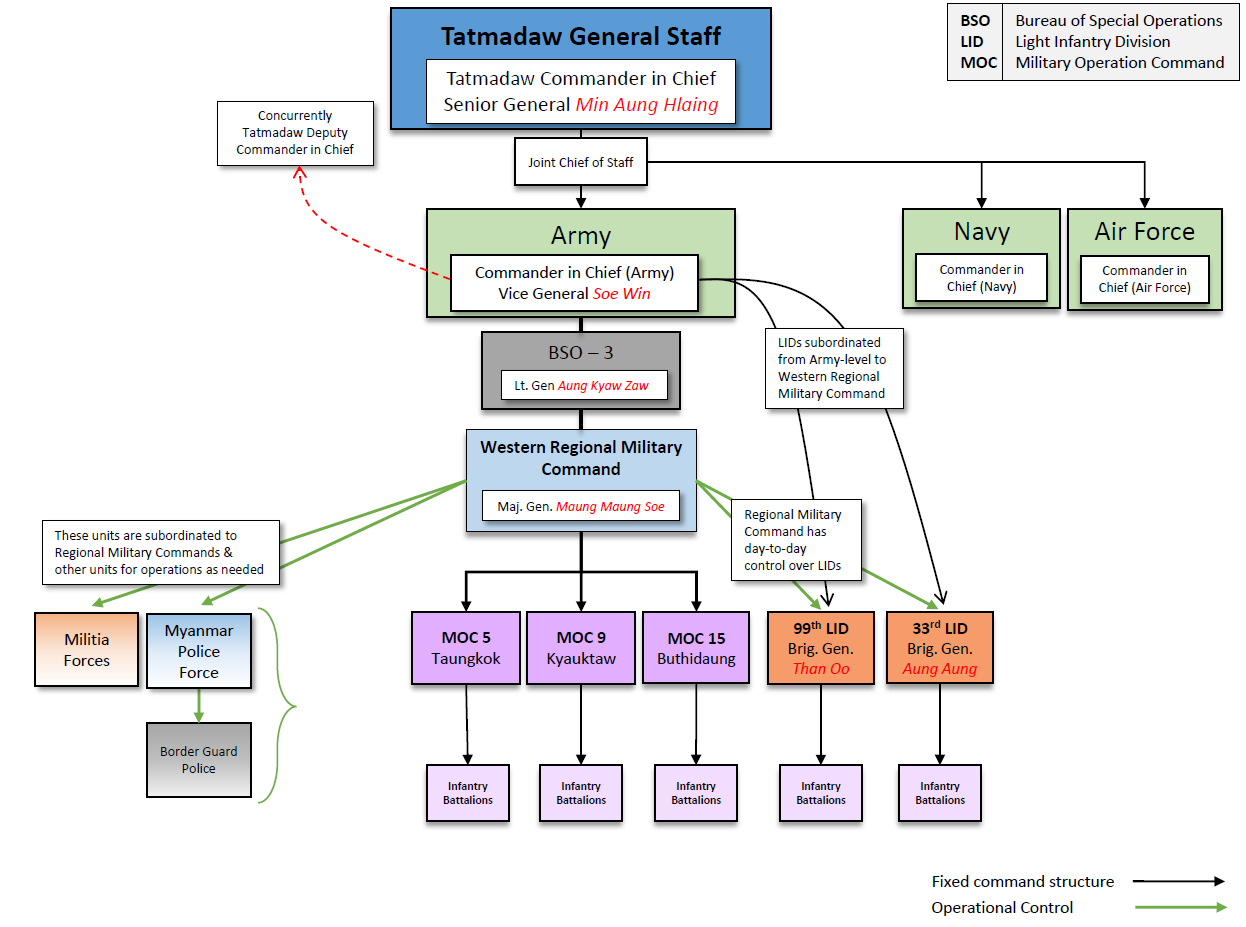 Tatmadaw General Staff
Tatmadaw Commander in Chief
Senior General Min Aung Hlaing
BSO Bureau of Special Operations
LID Light Infantry Division
MOC Military Operation Command
Concurrently
Tatmadaw Deputy
Commander in Chief
Joint Chief of Staff
Army
Commander in Chief (Army)
Vice General Soe Win
Navy
Commander in
Chief (Navy)
Air Force
Commander in
Chief (Air Force)
BSO – 3
Lt. Gen Aung Kyaw Zaw
LIDs subordinated
from Army-level to
Western Regional
Military Command
Western Regional Military
Command
Maj. Gen. Maung Maung Soe
These units are subordinated to
Regional Military Commands &
other units for operations as needed
Regional Military
Command has
day-to-day
control over LIDs
Militia
Forces
Myanmar
Police
Force
MOC 5
Taungkok
MOC 9
Kyauktaw
MOC 15
Buthidaung
99th LID
Brig. Gen.
Than Oo
33rd LID
Brig. Gen.
Aung Aung
Border Guard
Police
Infantry
Battalions
Infantry
Battalions
Infantry
Battalions
Infantry
Battalions
Infantry
Battalions
Fixed command structure
Operational Control